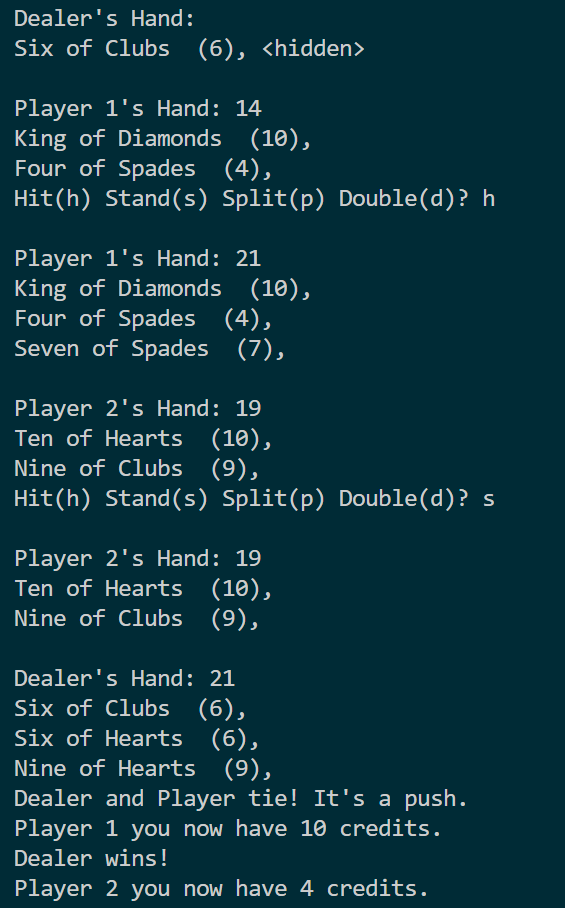 Dealer's Hand:
Six of Clubs  (6), <hidden>
Player 1's Hand: 14
King of Diamonds  (10),
Four of Spades  (4),
Hit(h) Stand(s) Split(p) Double(d)? h
Player 1's Hand: 21
King of Diamonds  (10),
Four of Spades  (4),
Seven of Spades  (7),
Player 2's Hand: 19
Ten of Hearts  (10),
Nine of Clubs  (9),
Hit(h) Stand(s) Split(p) Double(d)? s
Player 2's Hand: 19
Ten of Hearts  (10),
Nine of Clubs  (9),
Dealer's Hand: 21
Six of Clubs  (6),
Six of Hearts  (6),
Nine of Hearts  (9),
Dealer and Player tie! It's a push.
Player 1 you now have 10 credits.
Dealer wins!
Player 2 you now have 4 credits.